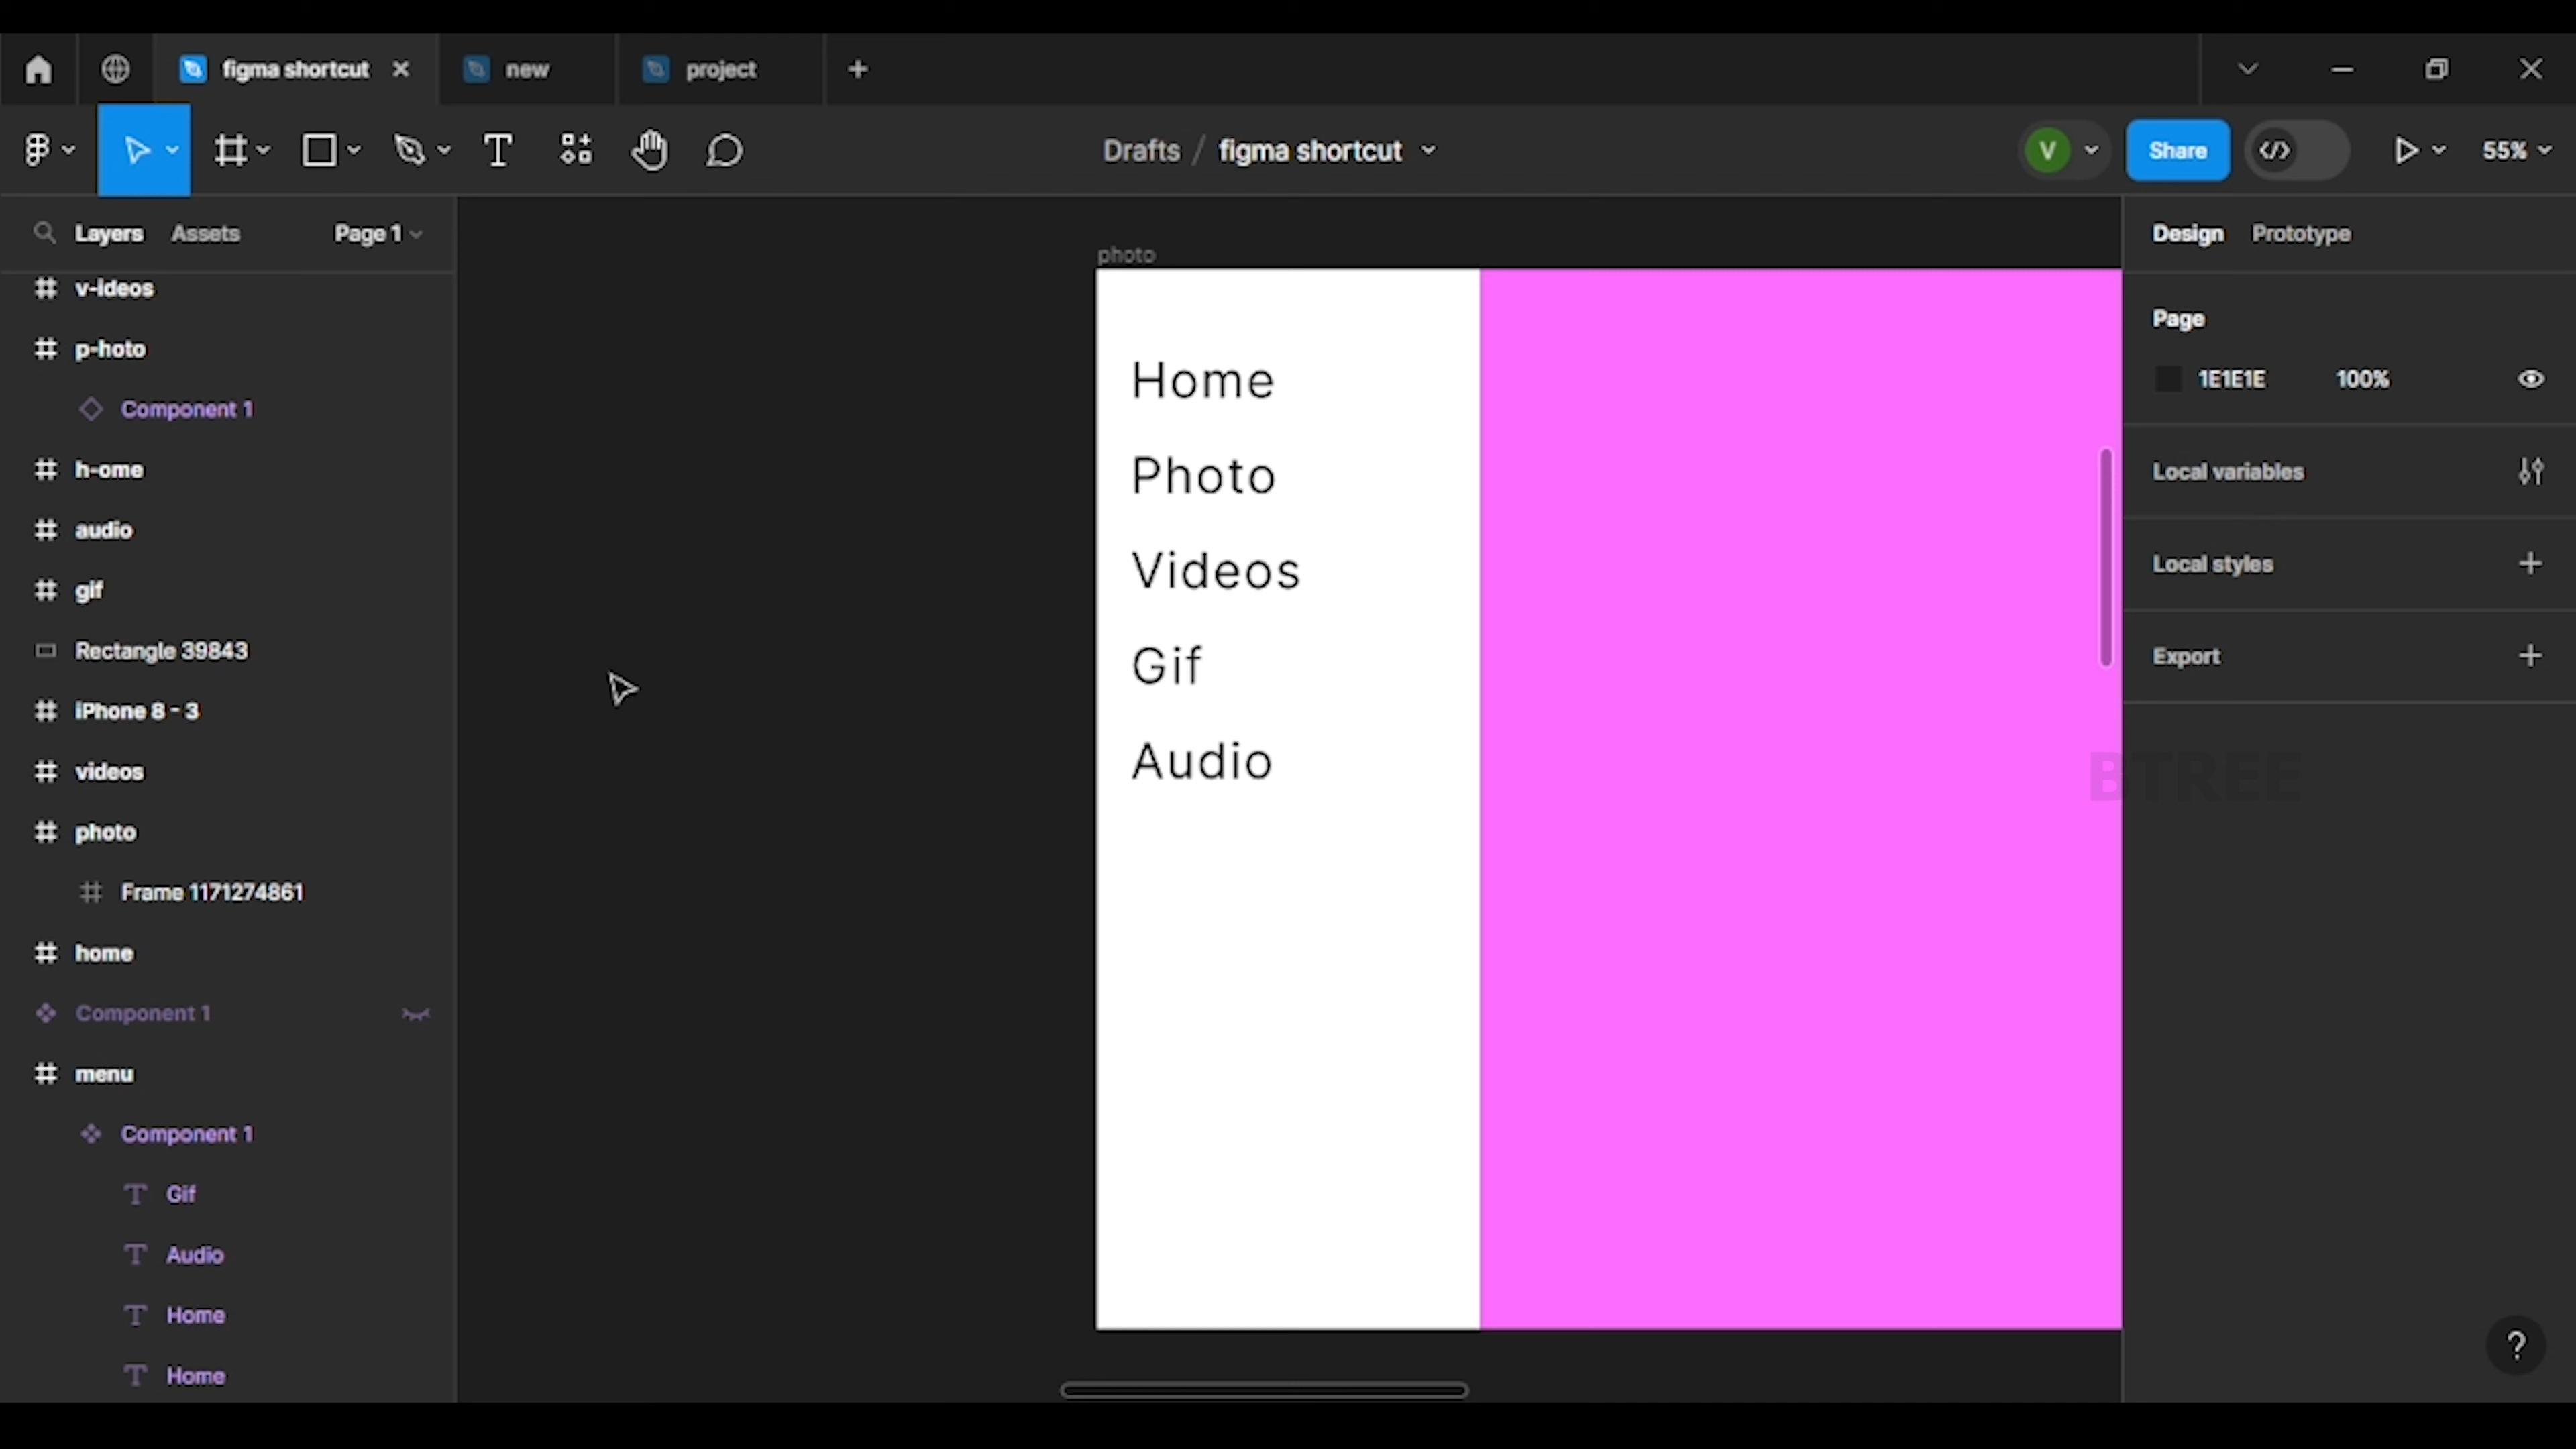 figma shortcut
new
project
Drafts / figma shortcut
V
Share
55%
Layers
Assets
Page 1
v-ideos
p-hoto
Component 1
h-ome
audio
gif
Rectangle 39843
iPhone 8 - 3
videos
photo
Frame 1171274861
home
Component 1
menu
Component 1
Gif
Audio
Home
Home
photo
Home
Photo
Videos
Gif
Audio
Design
Prototype
Page
1E1E1E
100%
Local variables
Local styles
Export
BTREE
?